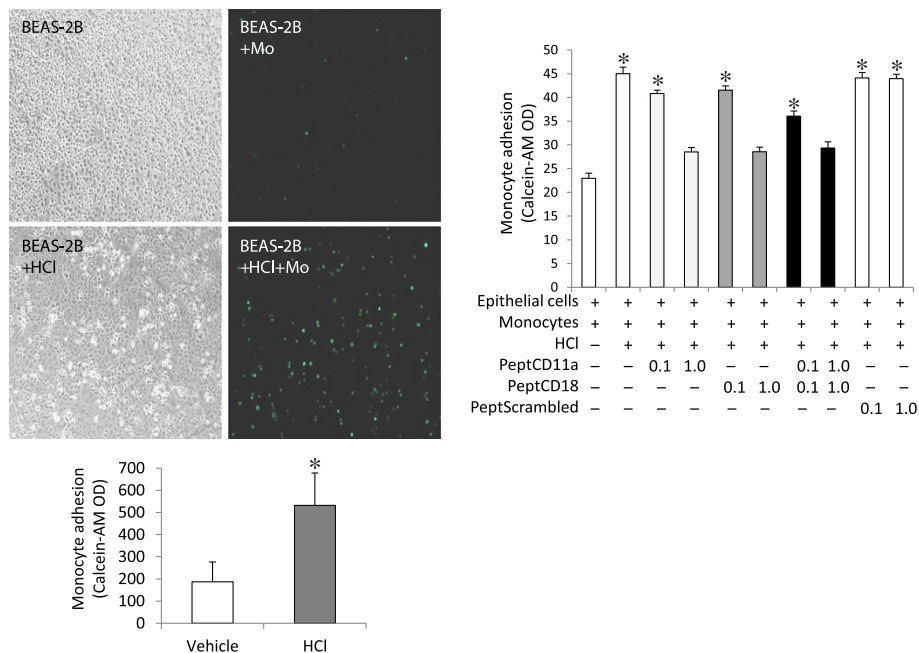 BEAS-2B
BEAS-2B
+Mo
BEAS-2B
+HCl
BEAS-2B
+HCl+Mo
Monocyte adhesion
(Calcein-AM OD)
50
45
40
35
30
25
20
15
10
5
0
* * * * * * *
Epithelial cells + + + + + + + + + +
Monocytes + + + + + + + + + +
HCl – + + + + + + + + +
PeptCD11a – – 0.1 1.0 – – 0.1 1.0 – –
PeptCD18 – – – – 0.1 1.0 0.1 1.0 – –
PeptScrambled – – – – – – – – 0.1 1.0
Monocyte adhesion
(Calcein-AM OD)
700
600
500
400
300
200
100
0
*
Vehicle HCl